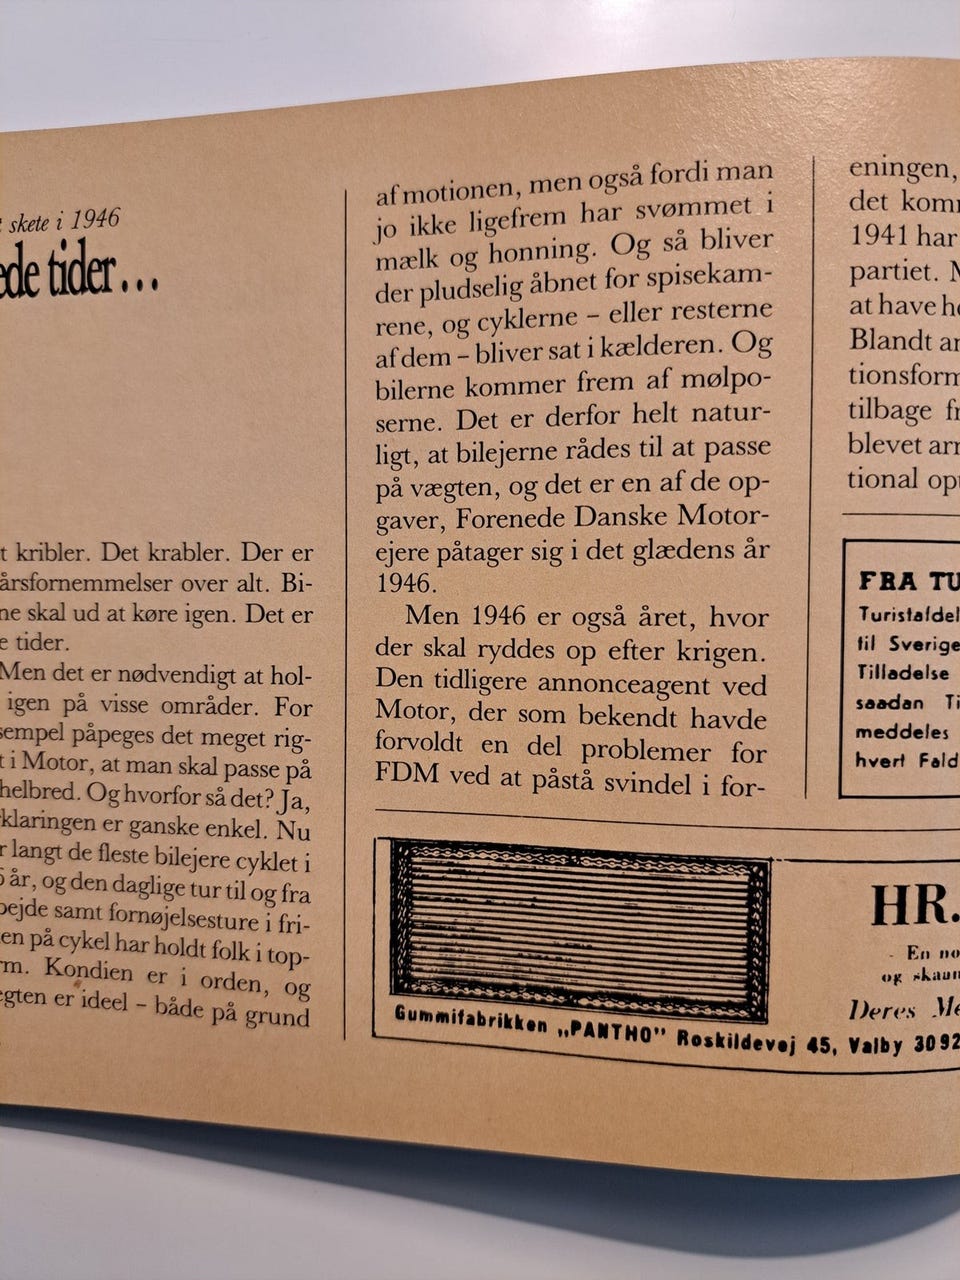 skete i 1946
tider...
kribler. Det krabler. Der er
årsfornemmelser over alt. Bi-
ne skal ud at køre igen. Det er
e tider.
Men det er nødvendigt at hol-
igen på visse områder. For
sempel påpeges det meget rig-
t i Motor, at man skal passe på
helbred. Og hvorfor så det? Ja,
klaringen er ganske enkel. Nu
r langt de fleste bilejere cyklet i
år, og den daglige tur til og fra
bejde samt fornøjelsesture i fri-
en på cykel har holdt folk i top-
rm. Kondien er i orden, og
gten er ideel – både på grund
af motionen, men også fordi man
jo ikke ligefrem har svømmet i
mælk og honning. Og så bliver
der pludselig åbnet for spisekam-
rene, og cyklerne – eller resterne
af dem – bliver sat i kælderen. Og
bilerne kommer frem af mølpo-
serne. Det er derfor helt natur-
ligt, at bilejerne rådes til at passe
på vægten, og det er en af de op-
gaver, Forenede Danske Motor-
ejere påtager sig i det glædens år
1946.
Men 1946 er også året, hvor
der skal ryddes op efter krigen.
Den tidligere annonceagent ved
Motor, der som bekendt havde
forvoldt en del problemer for
FDM ved at påstå svindel i for-
eningen,
det kom
1941 har
partiet.
at have
Blandt
tionsform
tilbage
blevet
tional
FRA TU
Turistafdel
til Sverige
Tilladelse
saadan
meddeles
hvert Fald
HR.
En
og
Deres
Gummifabrikken „PANTHO" Roskildevej 45, Valby 3092